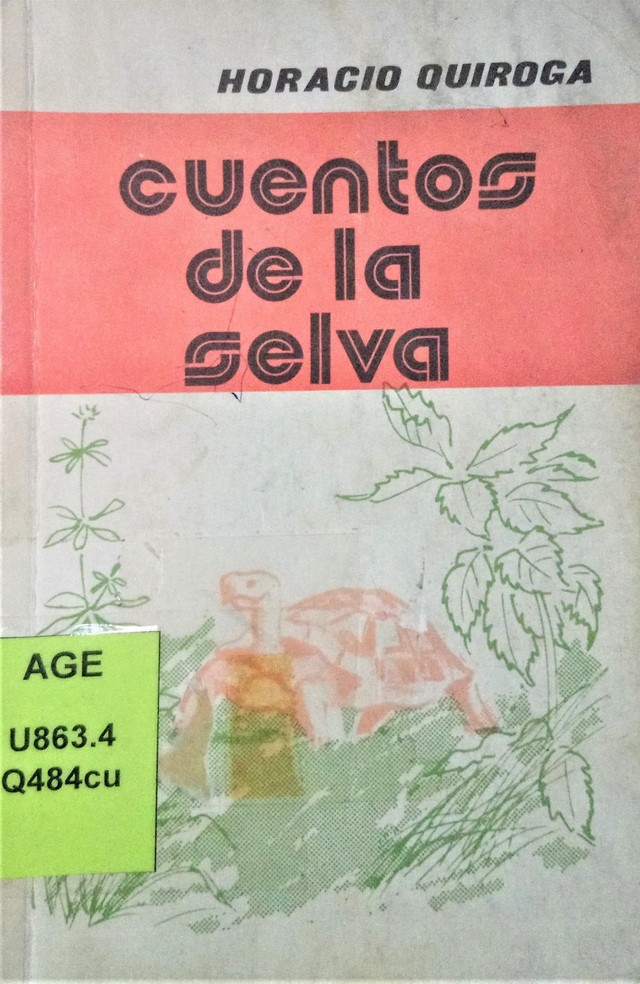 HORACIO QUIROGA
cuentos
de la
selva
AGE
U863.4
Q484cu